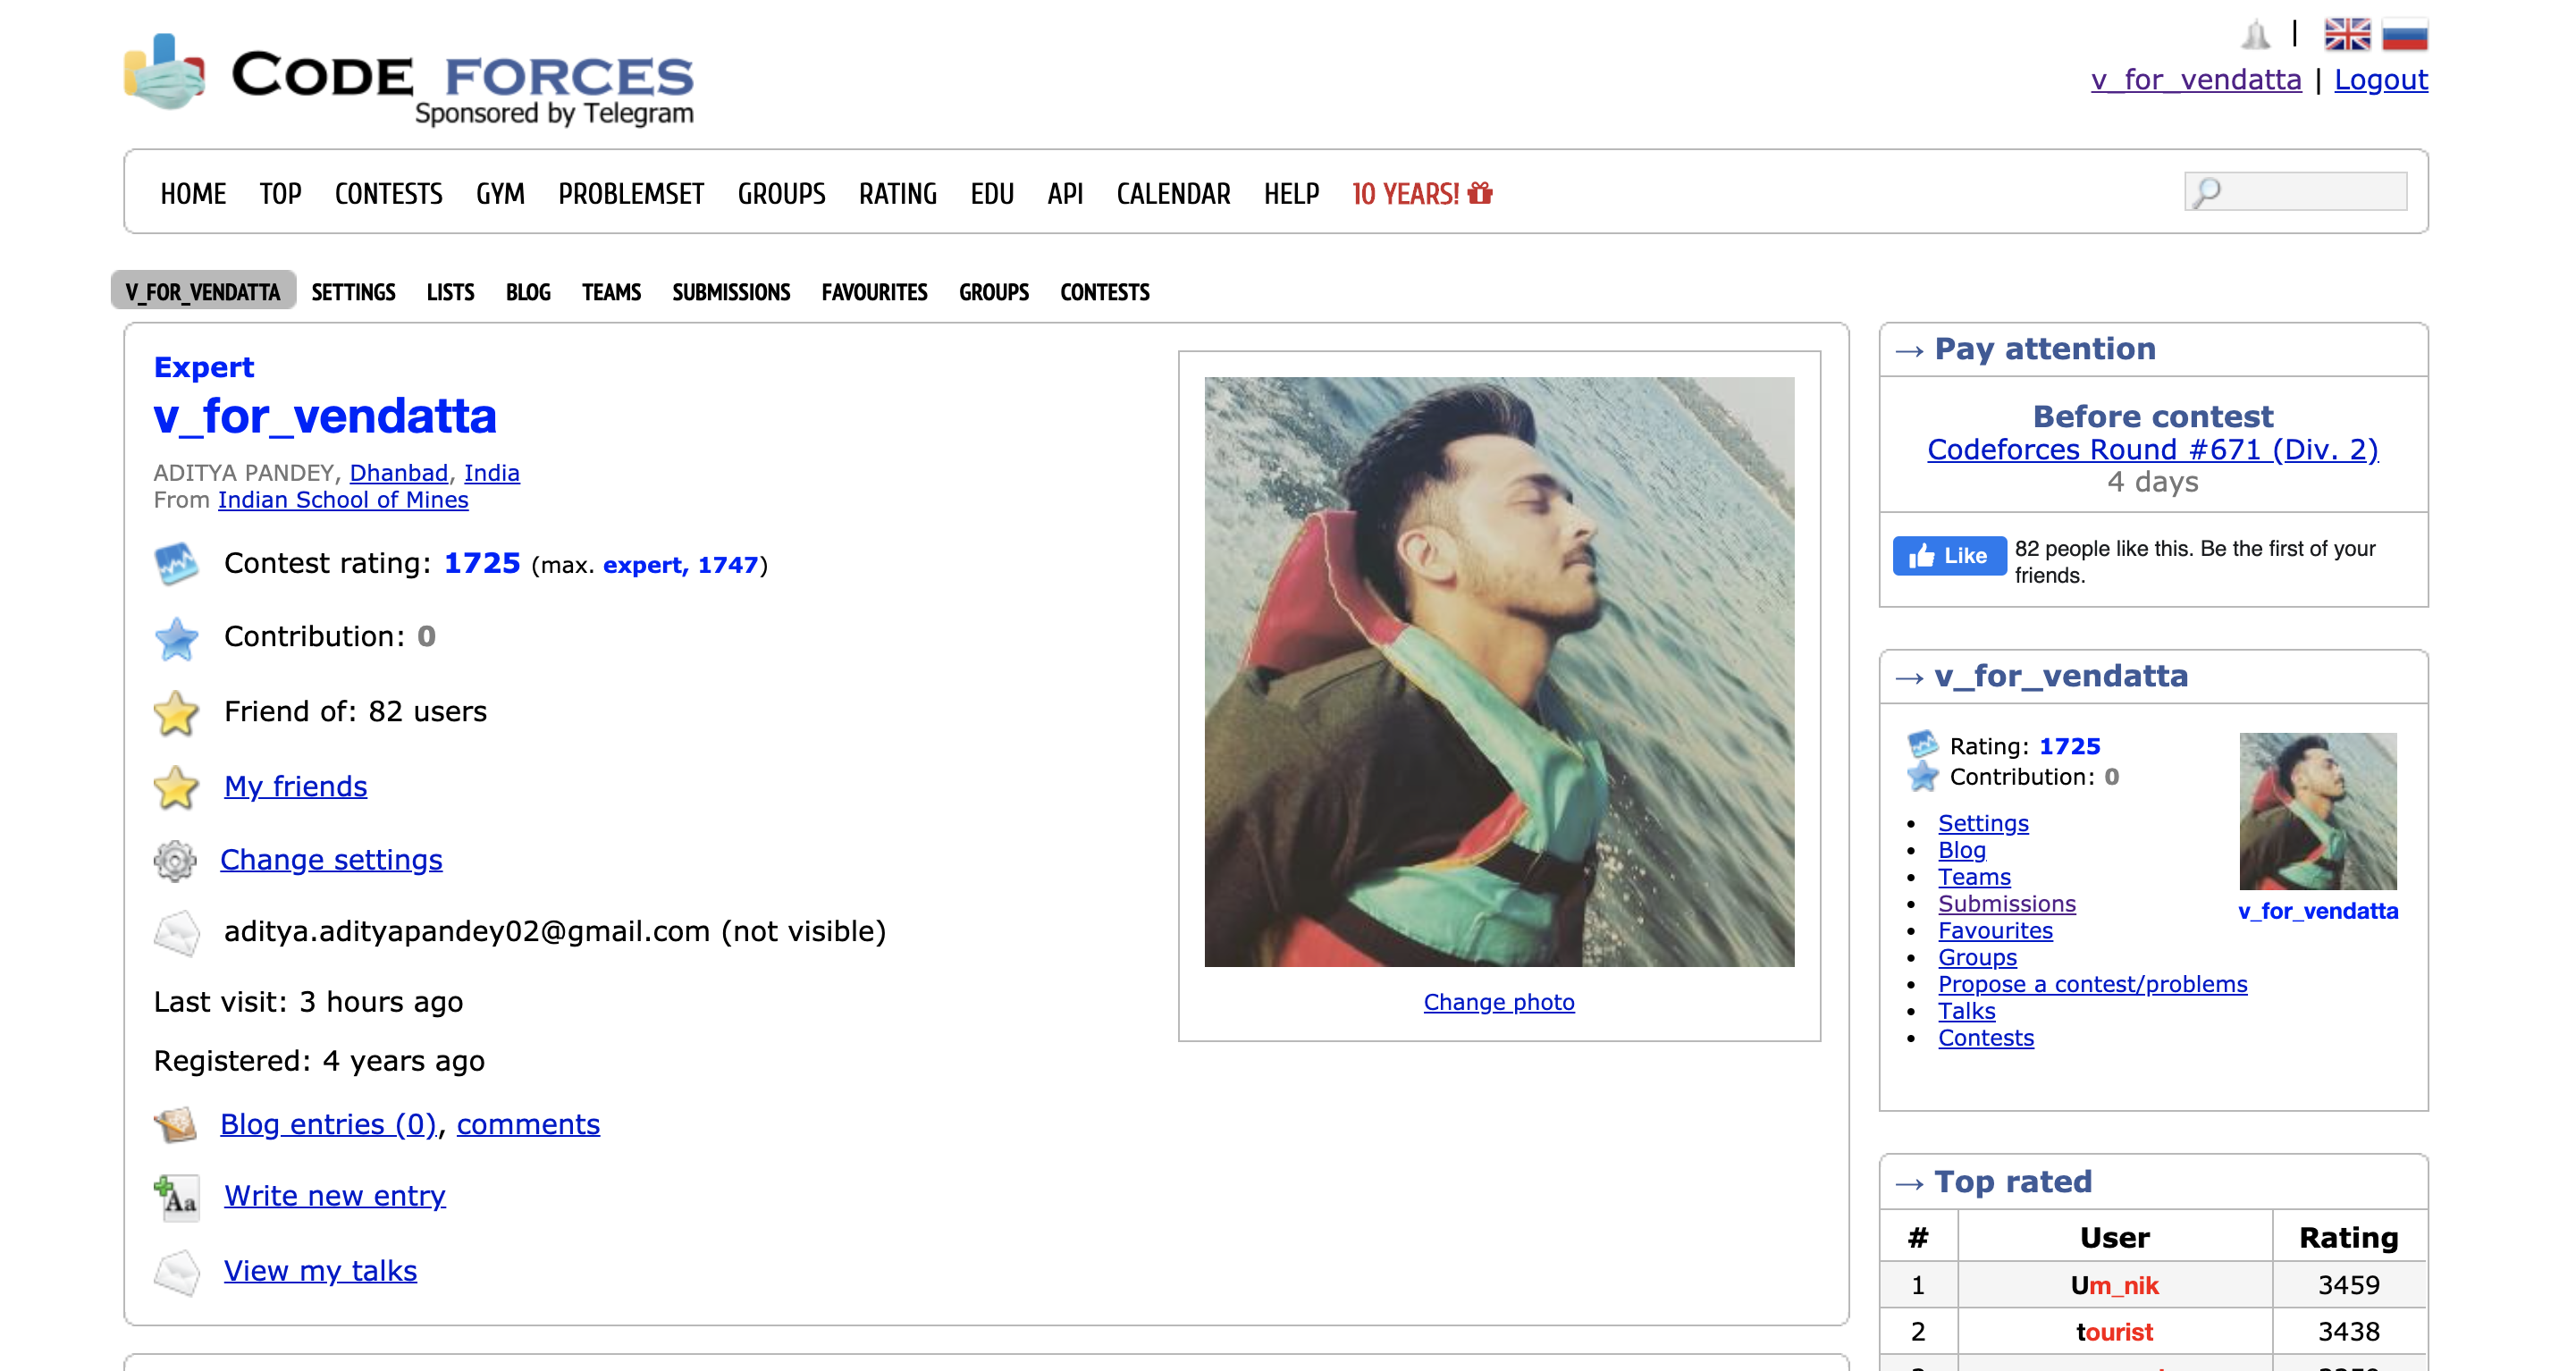 CODE FORCES
Sponsored by Telegram
|
v_for_vendatta | Logout
HOME TOP CONTESTS GYM PROBLEMSET GROUPS RATING EDU API CALENDAR HELP 10 YEARS!
V_FOR_VENDATTA SETTINGS LISTS BLOG TEAMS SUBMISSIONS FAVOURITES GROUPS CONTESTS
Expert
v_for_vendatta
ADITYA PANDEY, Dhanbad, India
From Indian School of Mines
Contest rating: 1725 (max. expert, 1747)
Contribution: 0
Friend of: 82 users
My friends
Change settings
aditya.adityapandey02@gmail.com (not visible)
Last visit: 3 hours ago
Registered: 4 years ago
Blog entries (0), comments
Aa Write new entry
View my talks
Change photo
→ Pay attention
Before contest
Codeforces Round #671 (Div. 2)
4 days
Like 82 people like this. Be the first of your
friends.
→ v_for_vendatta
Rating: 1725
Contribution: 0
• Settings
• Blog
• Teams
• Submissions
• Favourites
• Groups
• Propose a contest/problems
• Talks
• Contests
v_for_vendatta
→ Top rated
# User Rating
1 Um_nik 3459
2 tourist 3438